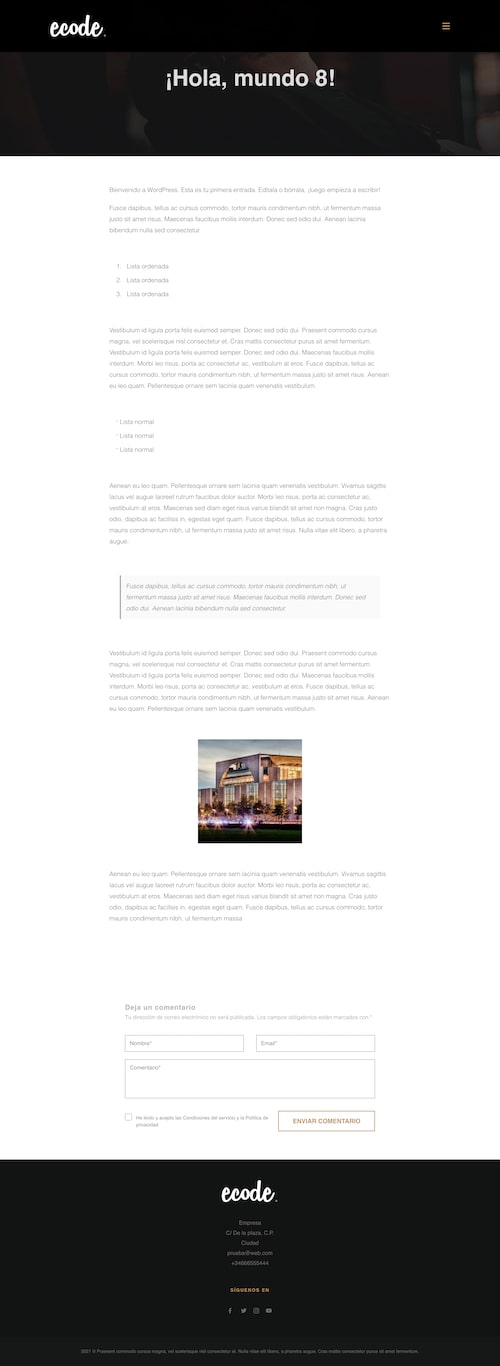 ecode.
¡Hola, mundo 8!
Bienvenido a WordPress. Esta es tu primera entrada. Edítala o bórrala, ¡luego empieza a escribir!
Fusce dapibus, tellus ac cursus commodo, tortor mauris condimentum nibh, ut fermentum massa
justo sit amet risus. Maecenas faucibus mollis interdum. Donec sed odio dui. Aenean lacinia
bibendum nulla sed consectetur.
1. Lista ordenada
2. Lista ordenada
3. Lista ordenada
Vestibulum id ligula porta felis euismod semper. Donec sed odio dui. Praesent commodo cursus
magna, vel scelerisque nisl consectetur et. Cras mattis consectetur purus sit amet fermentum.
Vestibulum id ligula porta felis euismod semper. Donec sed odio dui. Maecenas faucibus mollis
interdum. Morbi leo risus, porta ac consectetur ac, vestibulum at eros. Fusce dapibus, tellus ac
cursus commodo, tortor mauris condimentum nibh, ut fermentum massa justo sit amet risus. Aenean
eu leo quam. Pellentesque ornare sem lacinia quam venenatis vestibulum.
- Lista normal
- Lista normal
- Lista normal
Aenean eu leo quam. Pellentesque ornare sem lacinia quam venenatis vestibulum. Vivamus sagittis
lacus vel augue laoreet rutrum faucibus dolor auctor. Morbi leo risus, porta ac consectetur ac,
vestibulum at eros. Maecenas sed diam eget risus varius blandit sit amet non magna. Cras justo
odio, dapibus ac facilisis in, egestas eget quam. Fusce dapibus, tellus ac cursus commodo, tortor
mauris condimentum nibh, ut fermentum massa justo sit amet risus. Nulla vitae elit libero, a pharetra
augue.
Fusce dapibus, tellus ac cursus commodo, tortor mauris condimentum nibh, ut
fermentum massa justo sit amet risus. Maecenas faucibus mollis interdum. Donec sed
odio dui. Aenean lacinia bibendum nulla sed consectetur.
Vestibulum id ligula porta felis euismod semper. Donec sed odio dui. Praesent commodo cursus
magna, vel scelerisque nisl consectetur et. Cras mattis consectetur purus sit amet fermentum.
Vestibulum id ligula porta felis euismod semper. Donec sed odio dui. Maecenas faucibus mollis
interdum. Morbi leo risus, porta ac consectetur ac, vestibulum at eros. Fusce dapibus, tellus ac
cursus commodo, tortor mauris condimentum nibh, ut fermentum massa justo sit amet risus. Aenean
eu leo quam. Pellentesque ornare sem lacinia quam venenatis vestibulum.
Aenean eu leo quam. Pellentesque ornare sem lacinia quam venenatis vestibulum. Vivamus sagittis
lacus vel augue laoreet rutrum faucibus dolor auctor. Morbi leo risus, porta ac consectetur ac,
vestibulum at eros. Maecenas sed diam eget risus varius blandit sit amet non magna. Cras justo
odio, dapibus ac facilisis in, egestas eget quam. Fusce dapibus, tellus ac cursus commodo, tortor
mauris condimentum nibh, ut fermentum massa
Deja un comentario
Tu dirección de correo electrónico no será publicada. Los campos obligatorios están marcados con *
Nombre*
Email*
Comentario*
He leído y acepto las Condiciones del servicio y la Política de
privacidad
ENVIAR COMENTARIO
ecode.
Empresa
C/ De la plaza, C.P.
Ciudad
prueba@web.com
+34666555444
SÍGUENOS EN
2021 © Praesent commodo cursus magna, vel scelerisque nisl consectetur et. Nulla vitae elit libero, a pharetra augue. Cras mattis consectetur purus sit amet fermentum.